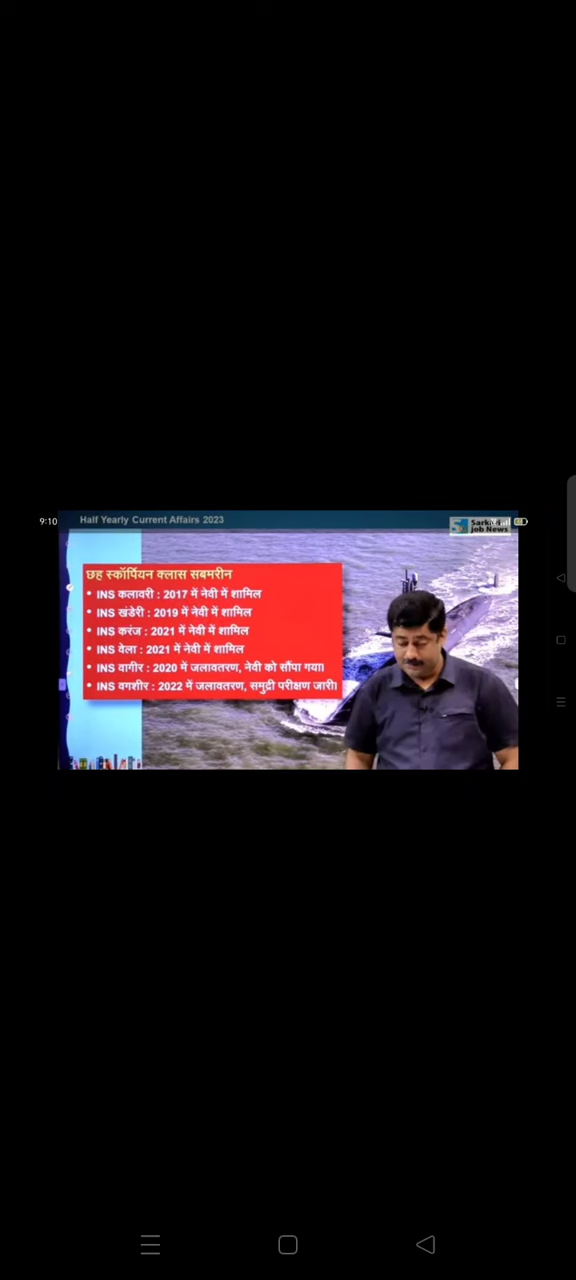 9:10
Half Yearly Current Affairs 2023
Job News
छह स्कॉर्पियन क्लास सबमरीन
• INS कलावरी : 2017 में नेवी में शामिल
• INS खंडेरी : 2019 में नेवी में शामिल
• INS करंज : 2021 में नेवी में शामिल
• INS वेला : 2021 में नेवी में शामिल
• INS वागीर : 2020 में जलावतरण, नेवी को सौंपा गया।
• INS वगशीर : 2022 में जलावतरण, समुद्री परीक्षण जारी।